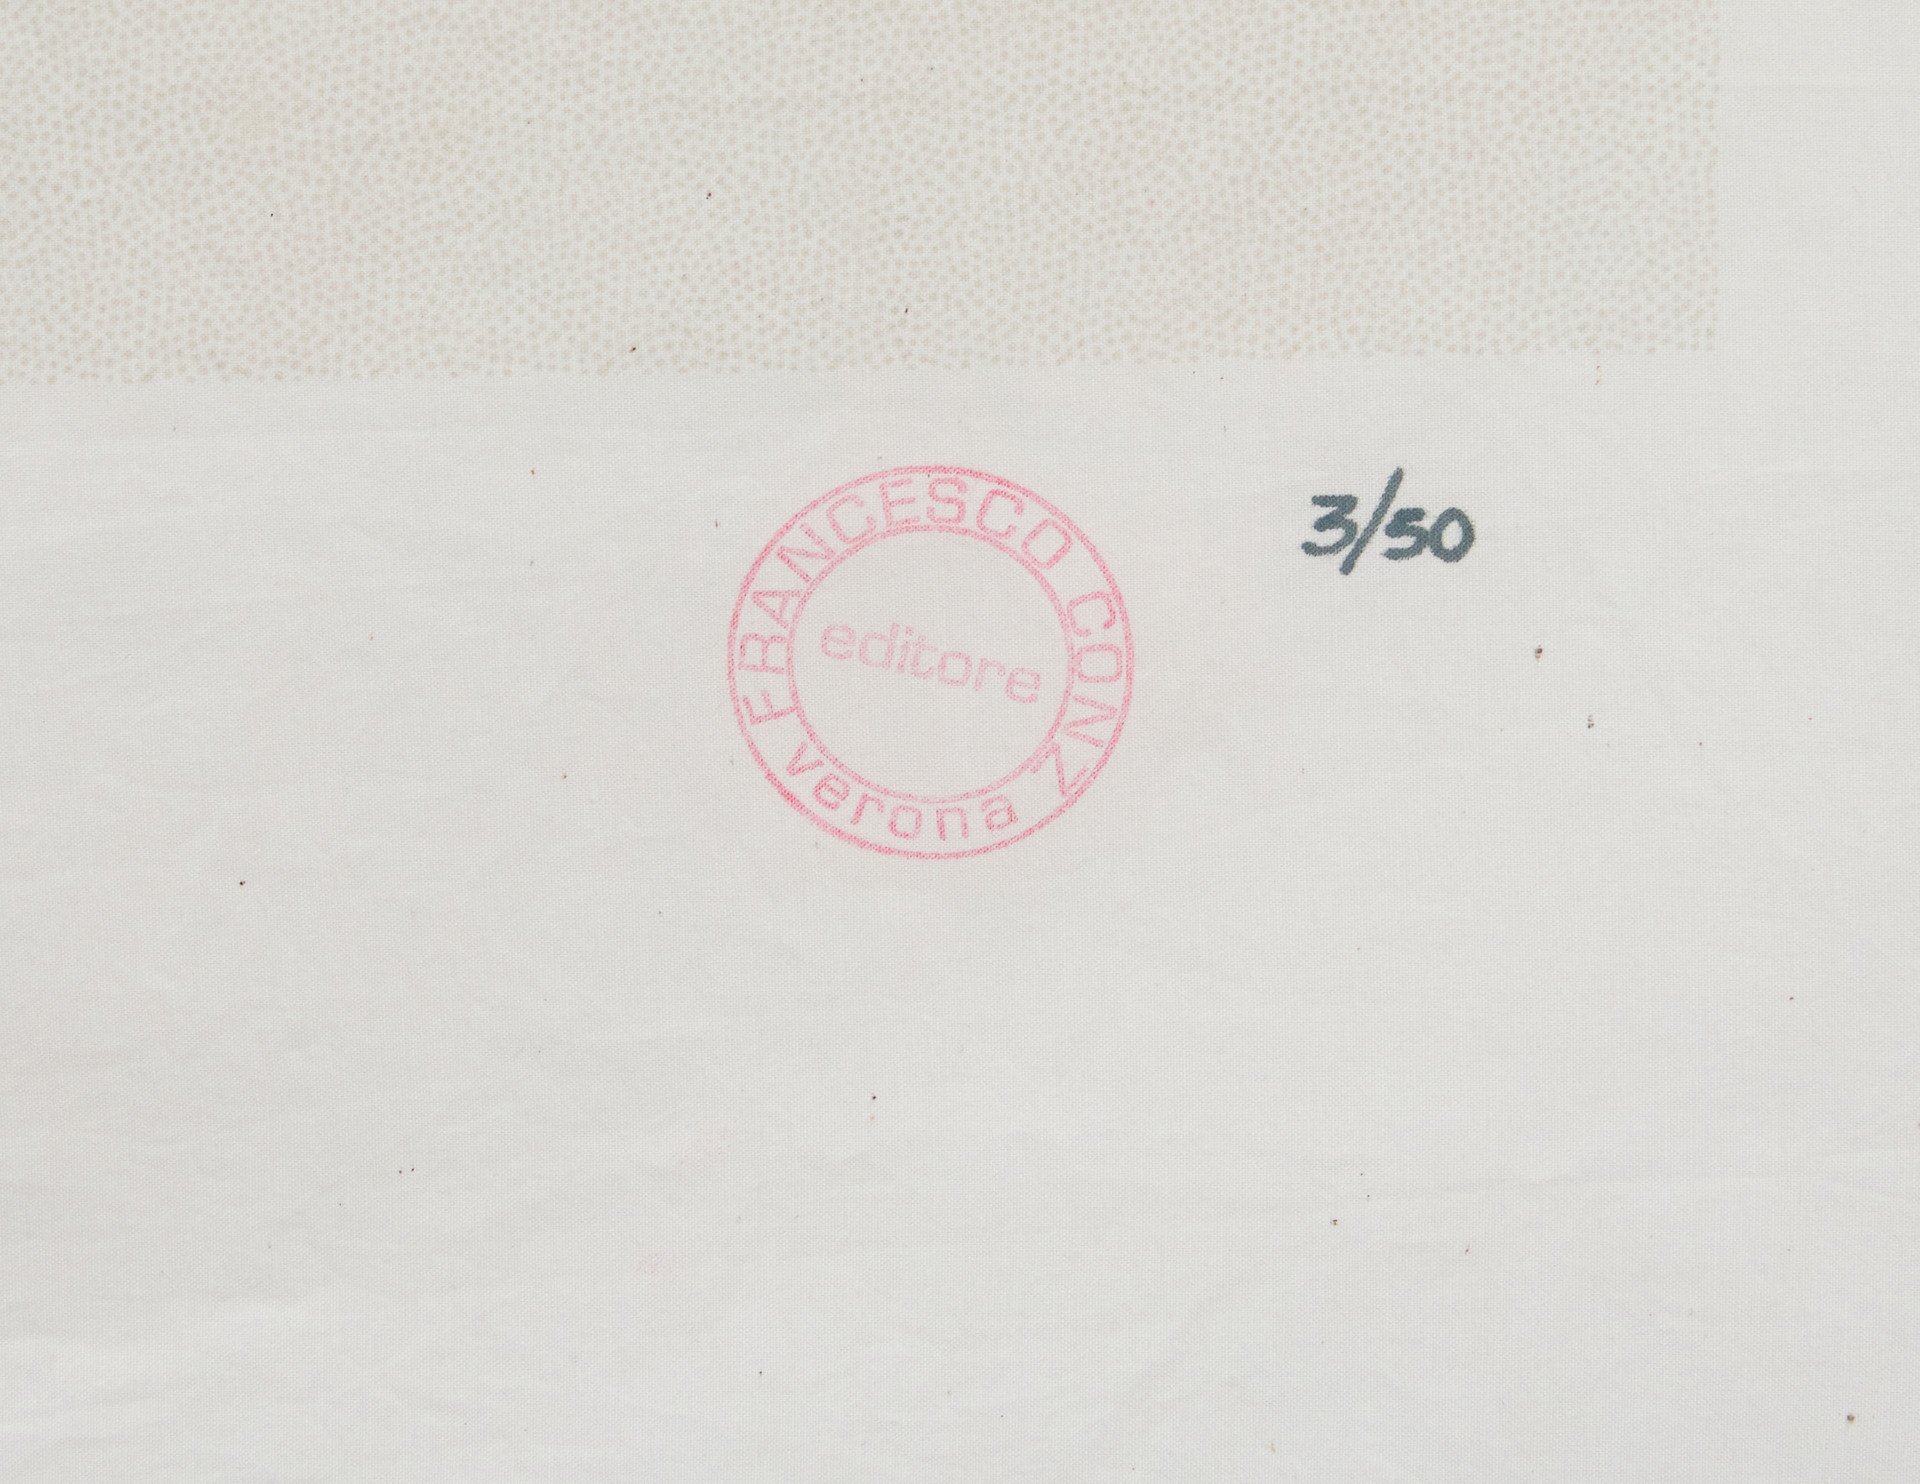 FRANCESCO CONZ
editore
verona
3/50